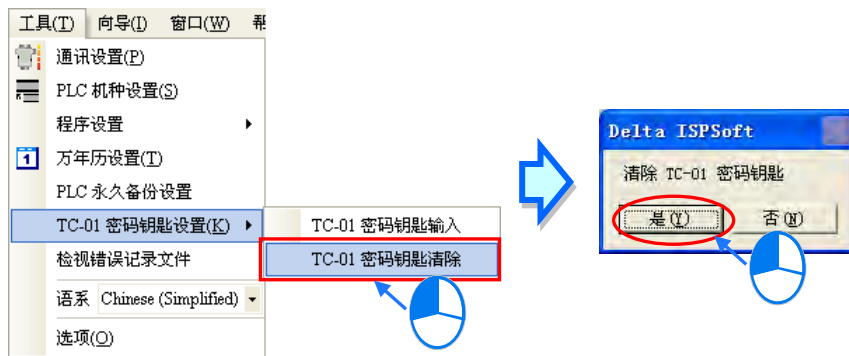 工具(T) 向导(I) 窗口(W)
通讯设置(P)
PLC 机种设置(S)
程序设置
1 万年历设置(T)
PLC 永久备份设置
TC-01 密码钥匙设置(K)
TC-01 密码钥匙输入
TC-01 密码钥匙清除
检视错误记录文件
语系 Chinese (Simplified)
选项(O)
Delta ISPSoft
清除 TC-01 密码钥匙
是(Y) 否(N)